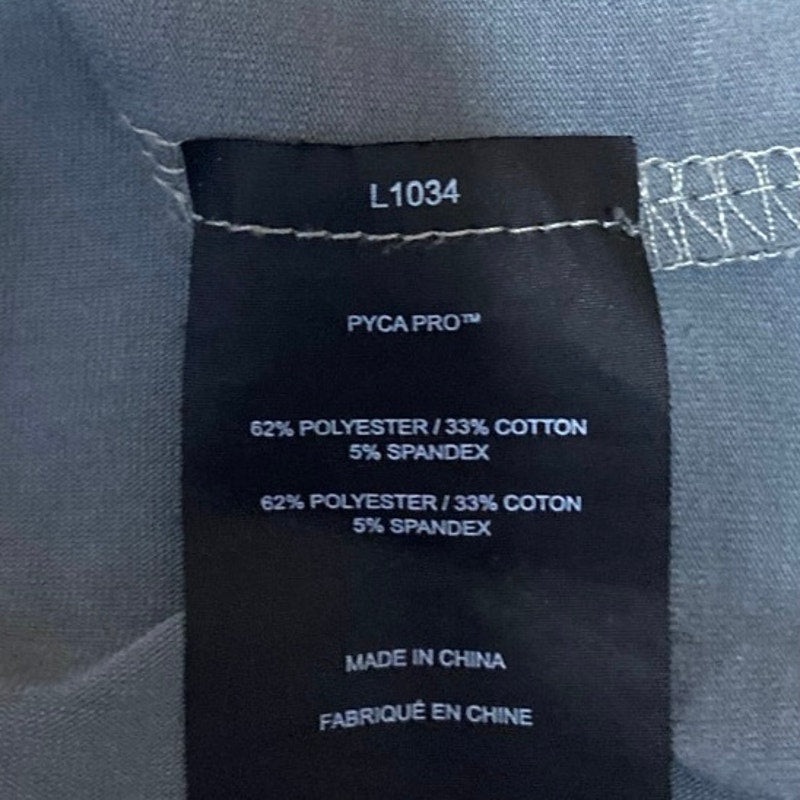 L1034
PYCA PRO™
62% POLYESTER / 33% COTTON
5% SPANDEX
62% POLYESTER / 33% COTON
5% SPANDEX
MADE IN CHINA
FABRIQUÉ EN CHINE